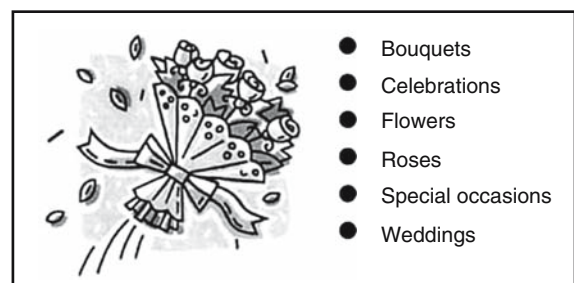 Bouquets
Celebrations
Flowers
Roses
Special occasions
Weddings